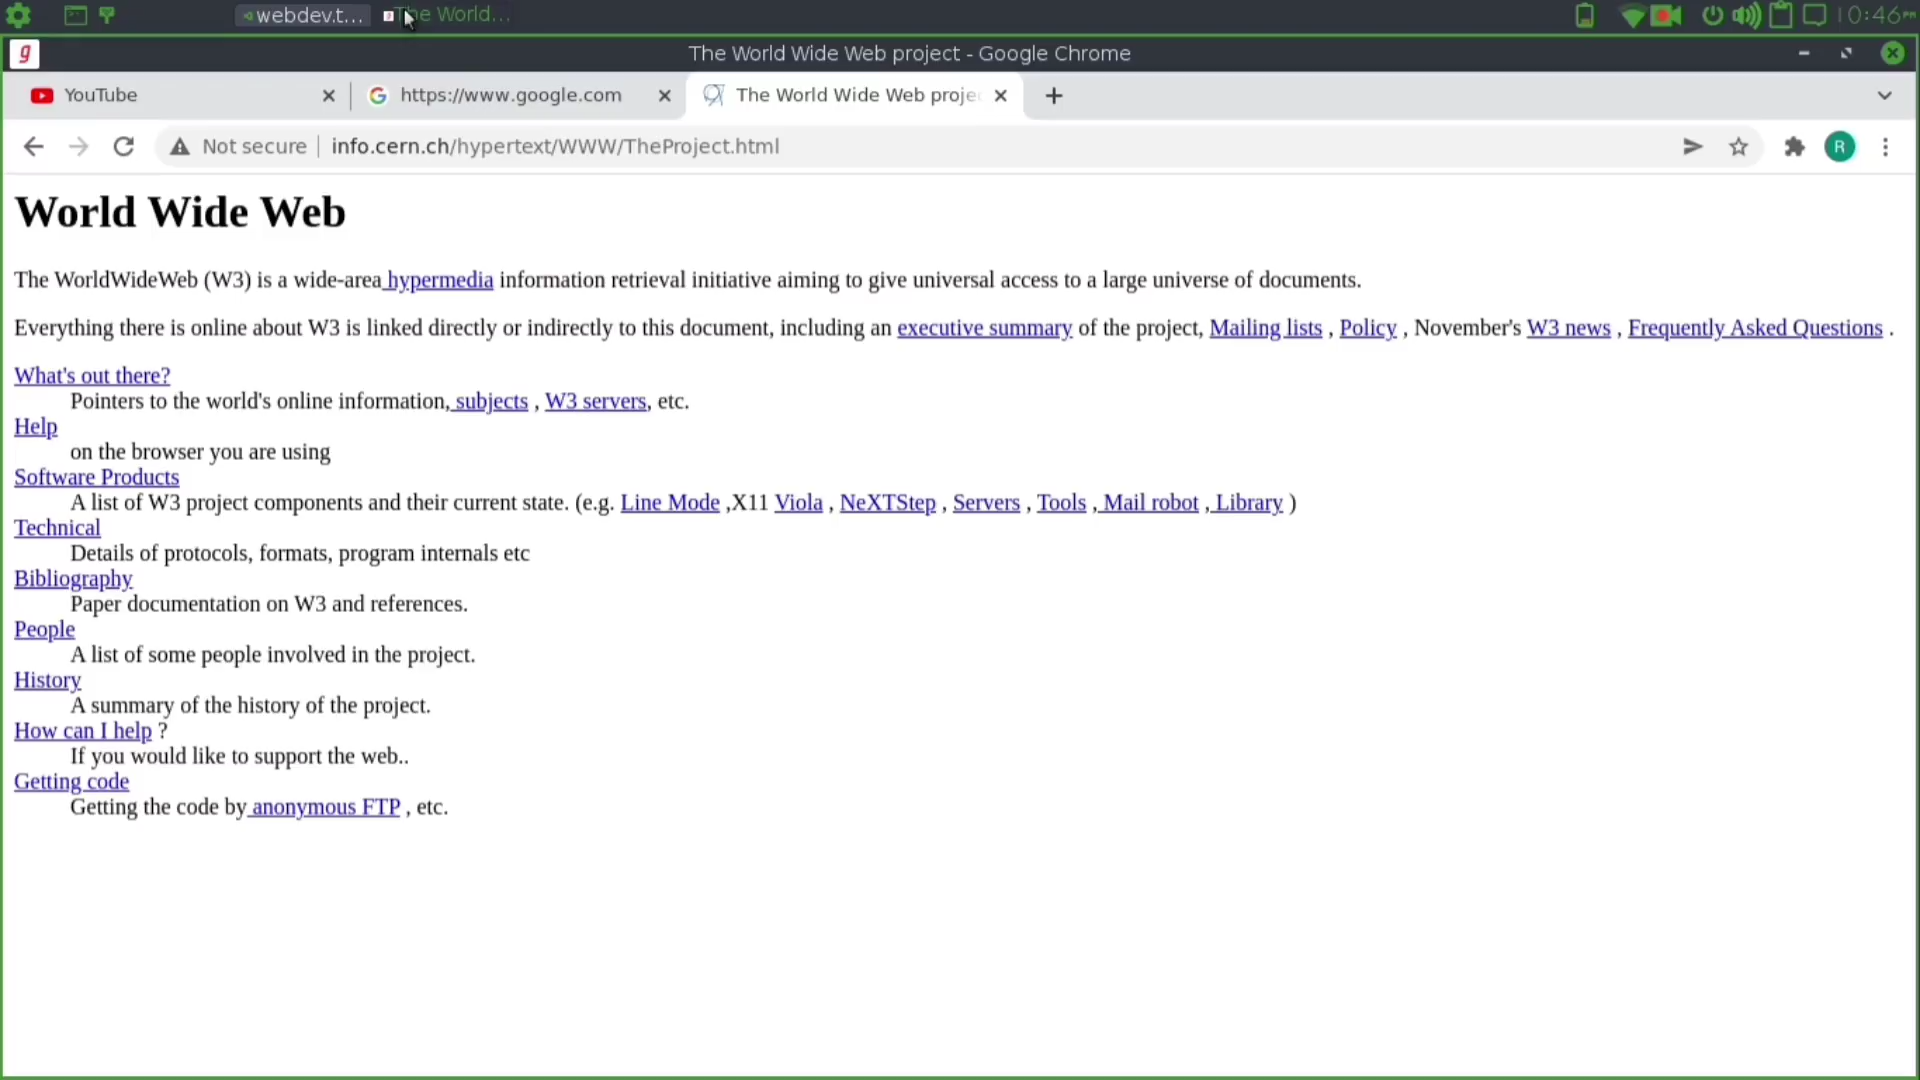 webdev.t... The World... 10:46PM
g The World Wide Web project - Google Chrome
YouTube https://www.google.com The World Wide Web projec
Not secure info.cern.ch/hypertext/WWW/TheProject.html R
World Wide Web
The WorldWideWeb (W3) is a wide-area hypermedia information retrieval initiative aiming to give universal access to a large universe of documents.
Everything there is online about W3 is linked directly or indirectly to this document, including an executive summary of the project, Mailing lists , Policy , November's W3 news , Frequently Asked Questions .
What's out there?
Pointers to the world's online information, subjects , W3 servers, etc.
Help
on the browser you are using
Software Products
A list of W3 project components and their current state. (e.g. Line Mode ,X11 Viola , NeXTStep , Servers , Tools , Mail robot , Library )
Technical
Details of protocols, formats, program internals etc
Bibliography
Paper documentation on W3 and references.
People
A list of some people involved in the project.
History
A summary of the history of the project.
How can I help ?
If you would like to support the web..
Getting code
Getting the code by anonymous FTP , etc.